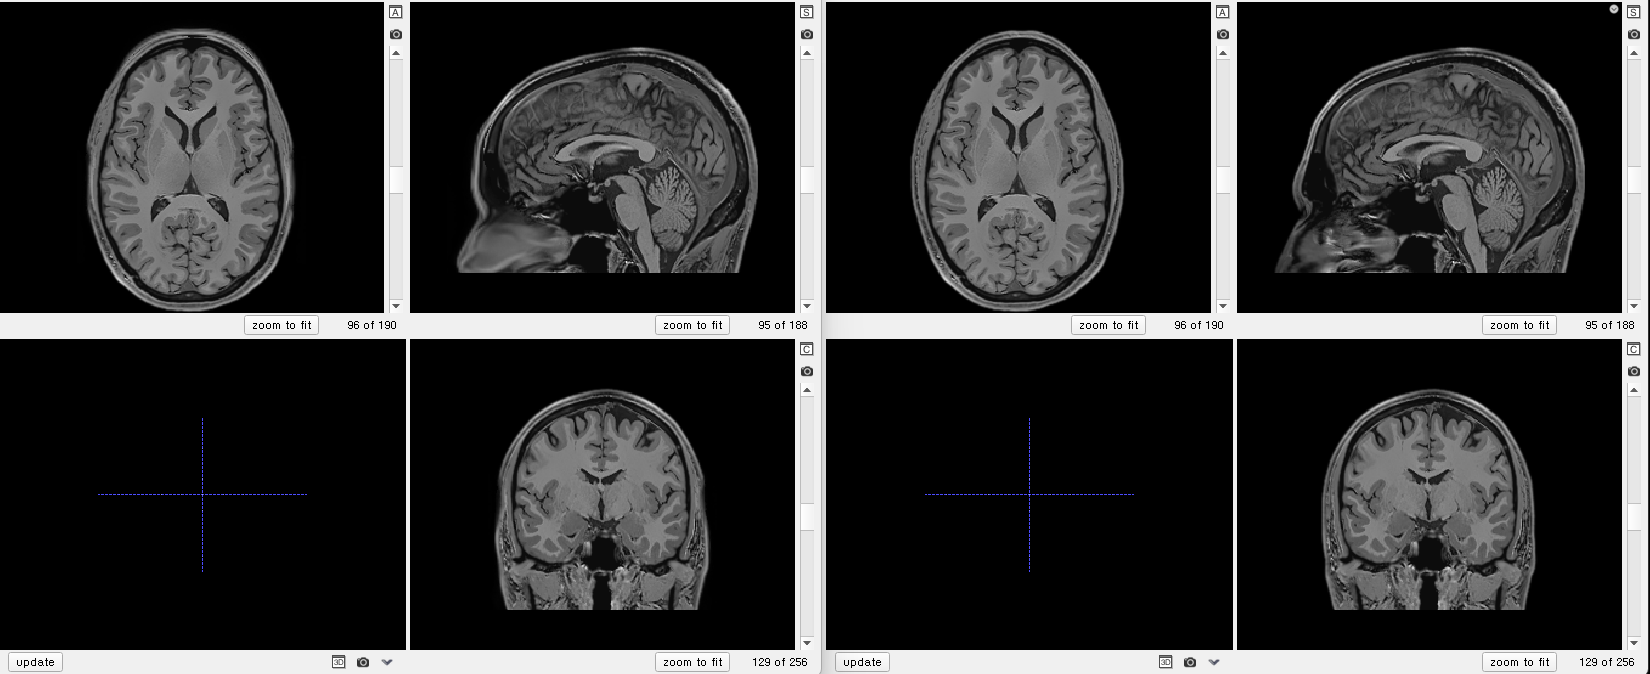 A
S
A
S
zoom to fit 96 of 190
zoom to fit 95 of 188
zoom to fit 96 of 190
zoom to fit 95 of 188
C
C
update 3D
zoom to fit 129 of 256
update 3D
zoom to fit 129 of 256